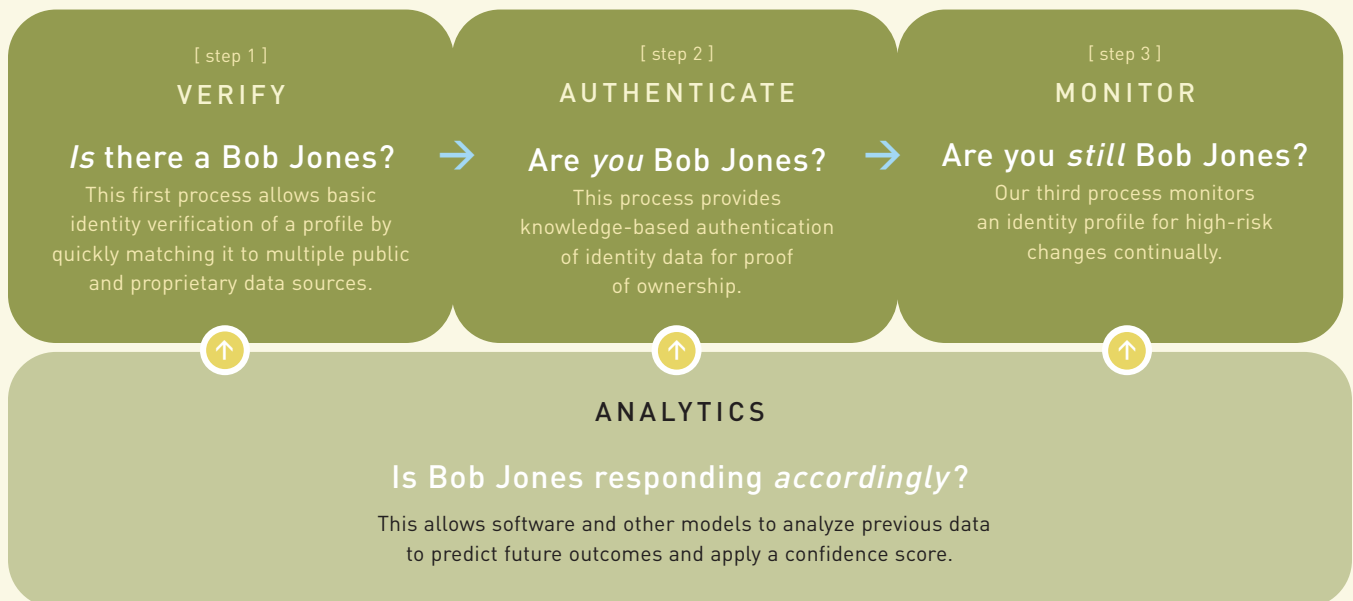 [ step 1 ]
VERIFY
Is there a Bob Jones?
This first process allows basic
identity verification of a profile by
quickly matching it to multiple public
and proprietary data sources.
[ step 2 ]
AUTHENTICATE
Are you Bob Jones?
This process provides
knowledge-based authentication
of identity data for proof
of ownership.
[ step 3 ]
MONITOR
Are you still Bob Jones?
Our third process monitors
an identity profile for high-risk
changes continually.
ANALYTICS
Is Bob Jones responding accordingly?
This allows software and other models to analyze previous data
to predict future outcomes and apply a confidence score.